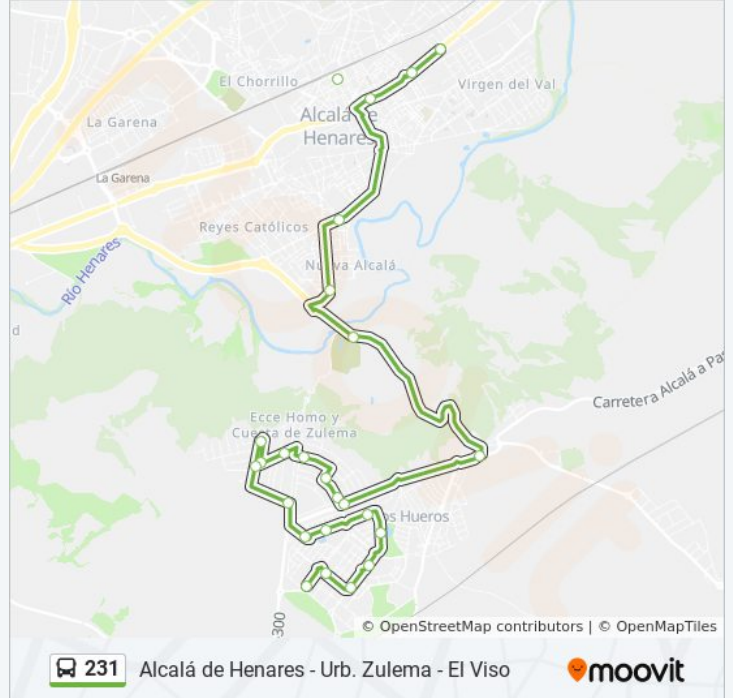 El Chorrillo
Virgen del Val
Alcalá de
Henares
La Garena
La Garena
Reyes Católicos
Nueva Alcalá
Río Henares
d
Carretera Alcalá a Pa
Ecce Homo y
Cuesta de Zulema
os Hueros
300
© OpenStreetMap contributors | © OpenMapTiles
231 Alcalá de Henares - Urb. Zulema - El Viso
moovit